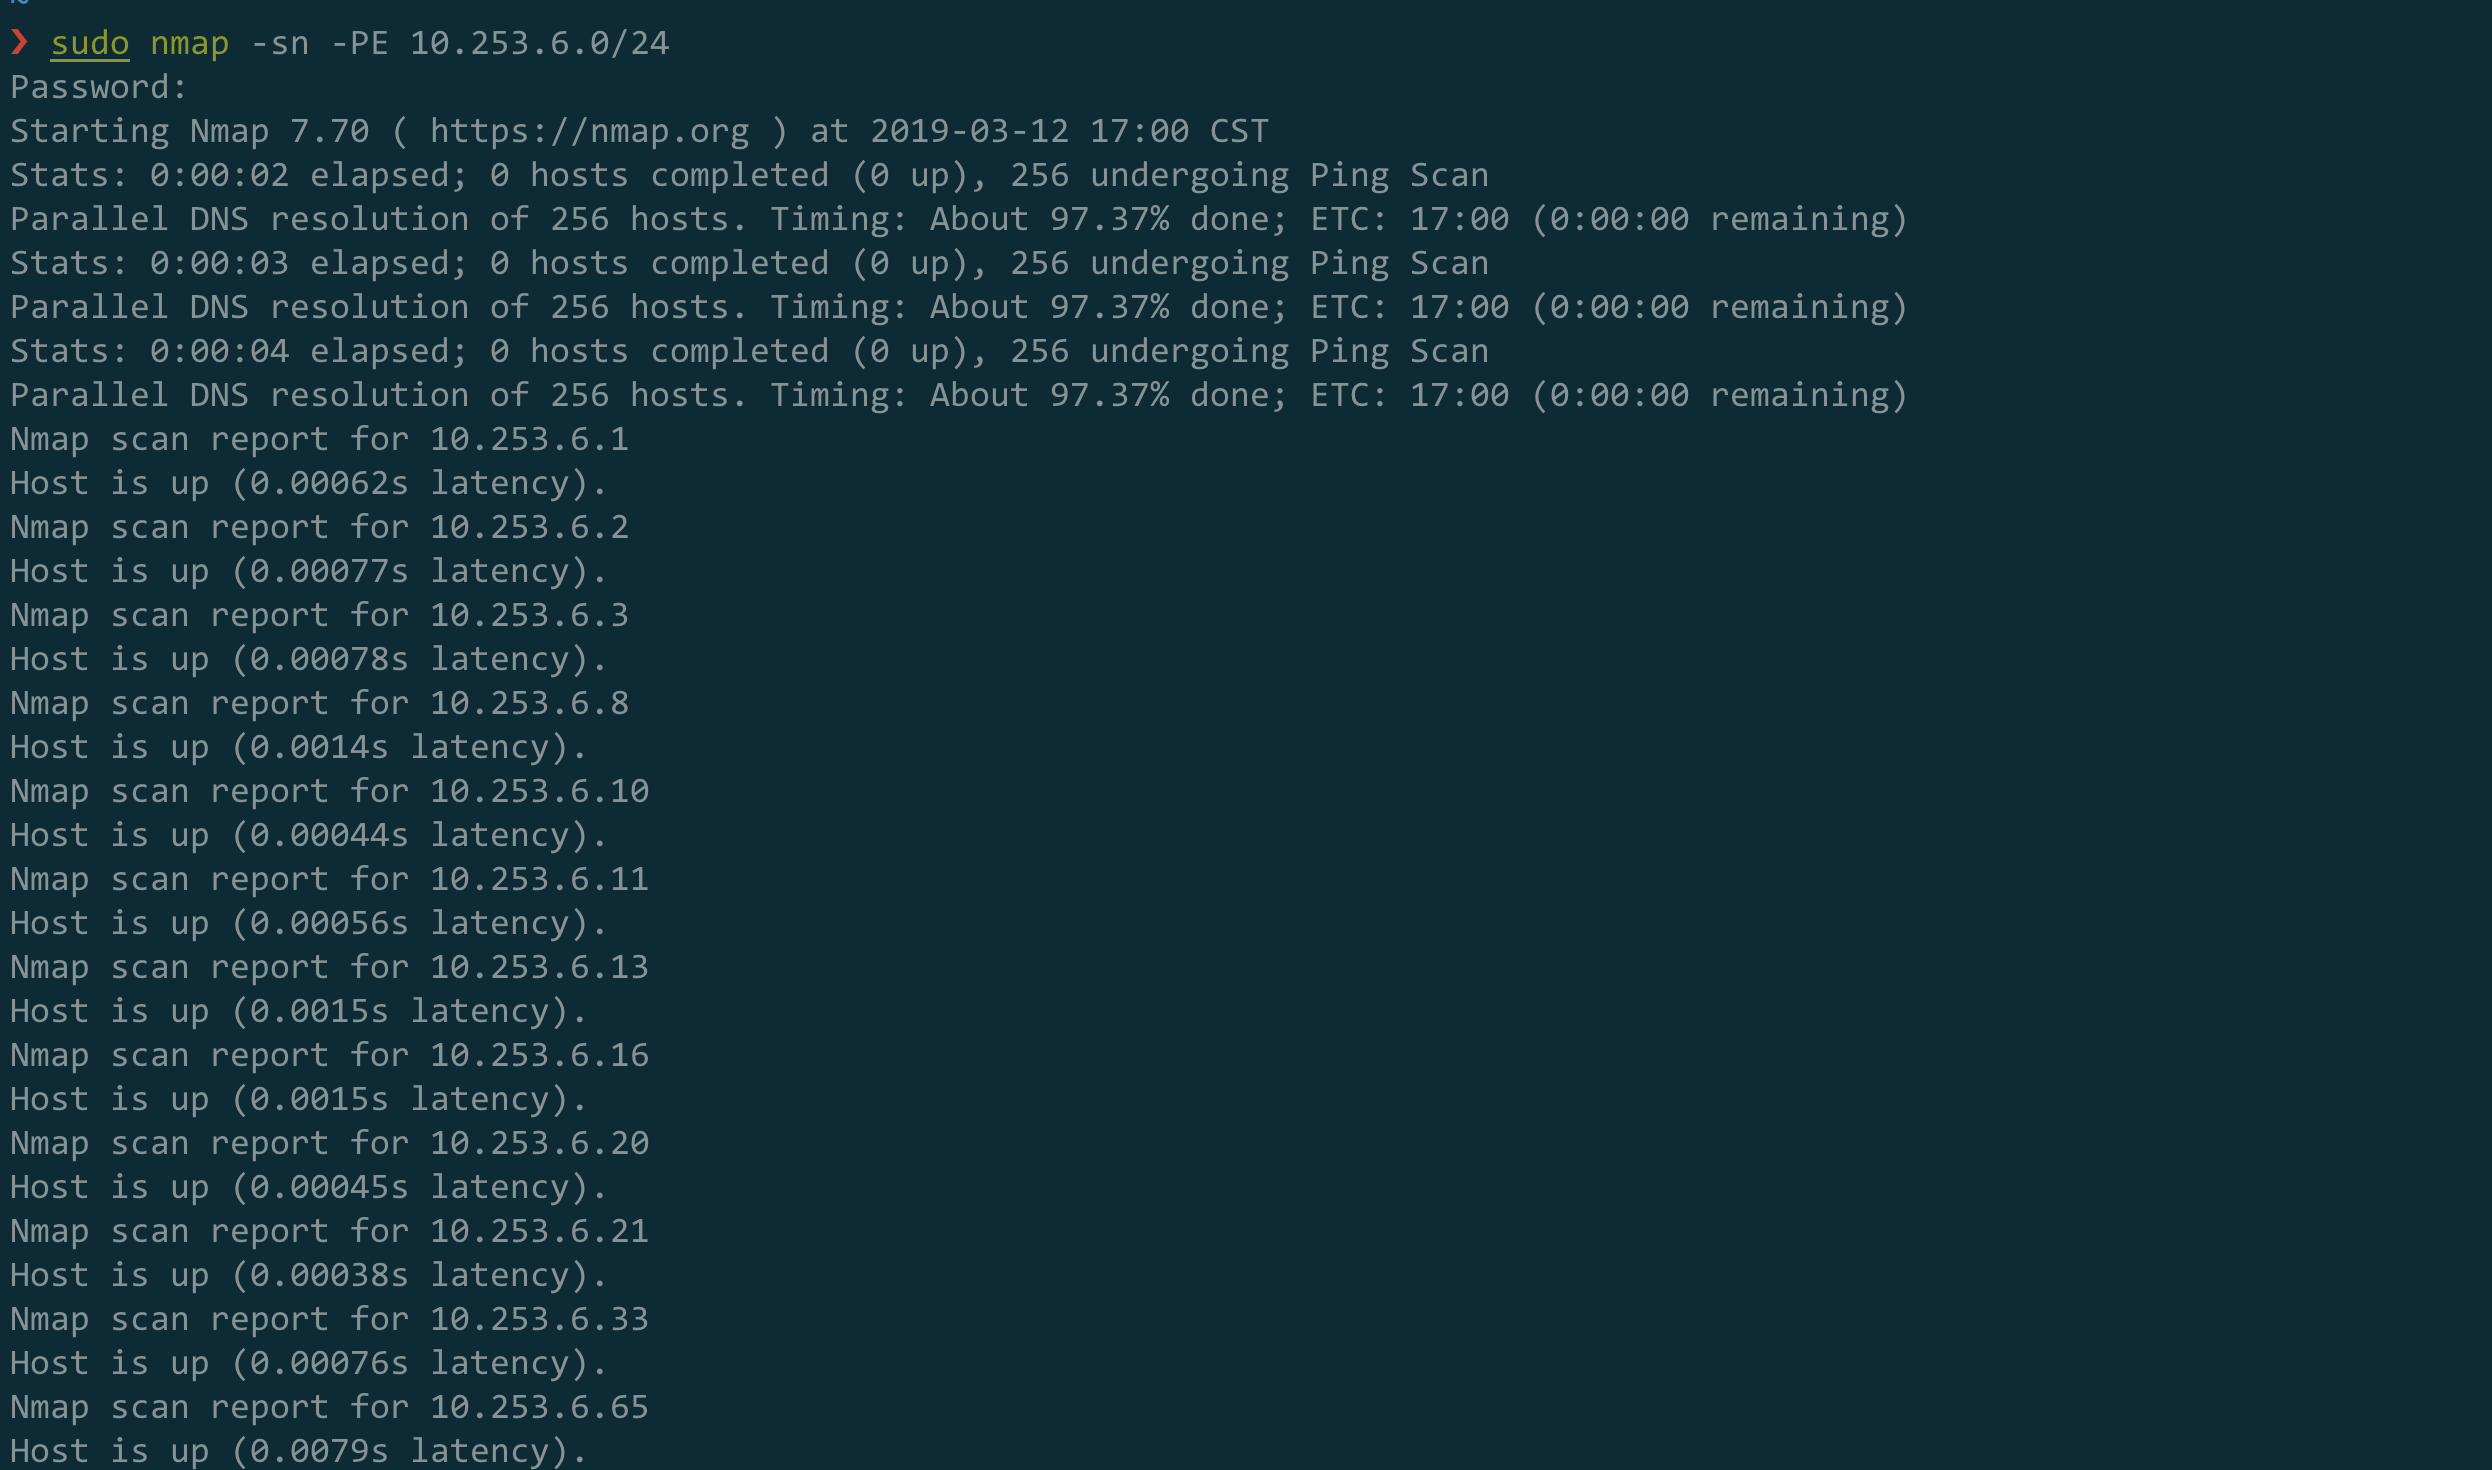 ❯ sudo nmap -sn -PE 10.253.6.0/24
Password:
Starting Nmap 7.70 ( https://nmap.org ) at 2019-03-12 17:00 CST
Stats: 0:00:02 elapsed; 0 hosts completed (0 up), 256 undergoing Ping Scan
Parallel DNS resolution of 256 hosts. Timing: About 97.37% done; ETC: 17:00 (0:00:00 remaining)
Stats: 0:00:03 elapsed; 0 hosts completed (0 up), 256 undergoing Ping Scan
Parallel DNS resolution of 256 hosts. Timing: About 97.37% done; ETC: 17:00 (0:00:00 remaining)
Stats: 0:00:04 elapsed; 0 hosts completed (0 up), 256 undergoing Ping Scan
Parallel DNS resolution of 256 hosts. Timing: About 97.37% done; ETC: 17:00 (0:00:00 remaining)
Nmap scan report for 10.253.6.1
Host is up (0.00062s latency).
Nmap scan report for 10.253.6.2
Host is up (0.00077s latency).
Nmap scan report for 10.253.6.3
Host is up (0.00078s latency).
Nmap scan report for 10.253.6.8
Host is up (0.0014s latency).
Nmap scan report for 10.253.6.10
Host is up (0.00044s latency).
Nmap scan report for 10.253.6.11
Host is up (0.00056s latency).
Nmap scan report for 10.253.6.13
Host is up (0.0015s latency).
Nmap scan report for 10.253.6.16
Host is up (0.0015s latency).
Nmap scan report for 10.253.6.20
Host is up (0.00045s latency).
Nmap scan report for 10.253.6.21
Host is up (0.00038s latency).
Nmap scan report for 10.253.6.33
Host is up (0.00076s latency).
Nmap scan report for 10.253.6.65
Host is up (0.0079s latency).